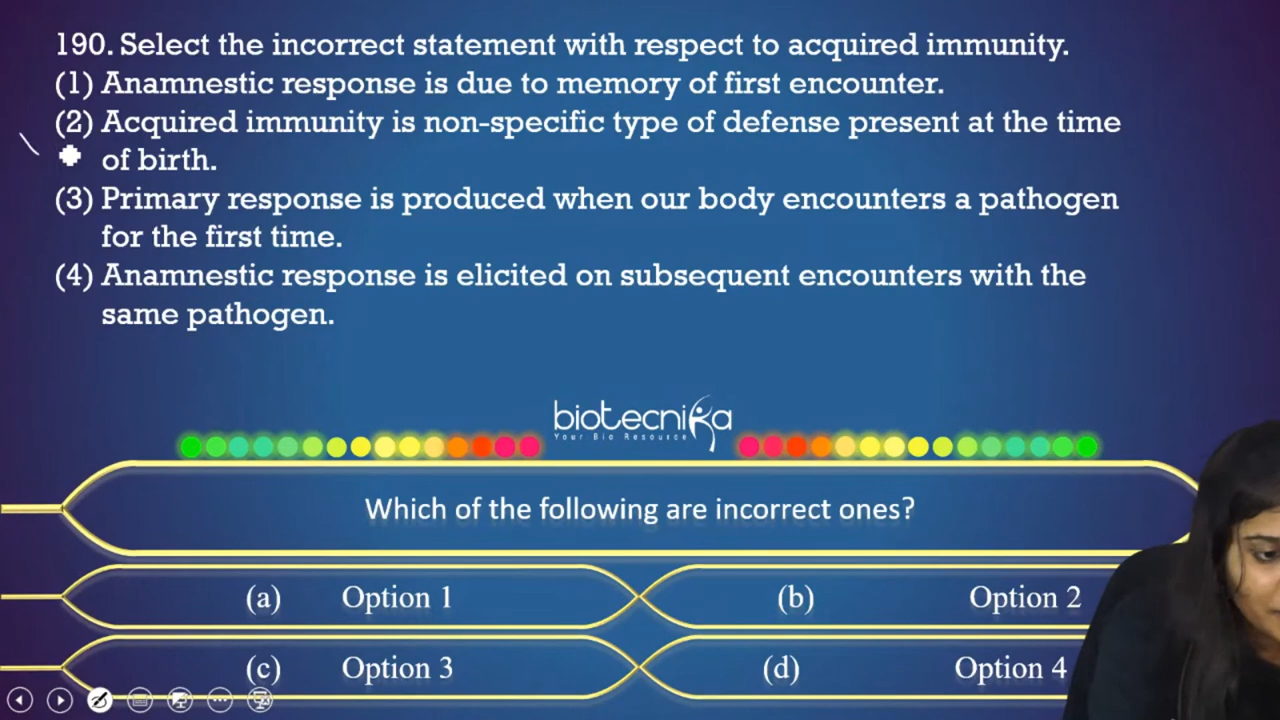 190. Select the incorrect statement with respect to acquired immunity.
(1) Anamnestic response is due to memory of first encounter.
(2) Acquired immunity is non-specific type of defense present at the time
of birth.
(3) Primary response is produced when our body encounters a pathogen
for the first time.
(4) Anamnestic response is elicited on subsequent encounters with the
same pathogen.
biotecnika
Your Bio Resource
Which of the following are incorrect ones?
(a) Option 1
(b) Option 2
(c) Option 3
(d) Option 4